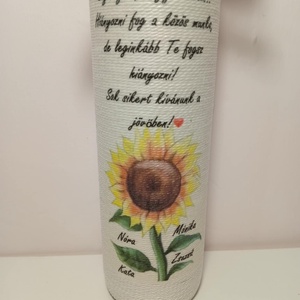 Hiányozni fog a közös munka,
de leginkább Te fogsz
hiányozni!
Sok sikert kívánunk a
jövőben!
Nóra
Mónika
Zsuzsa
Kata